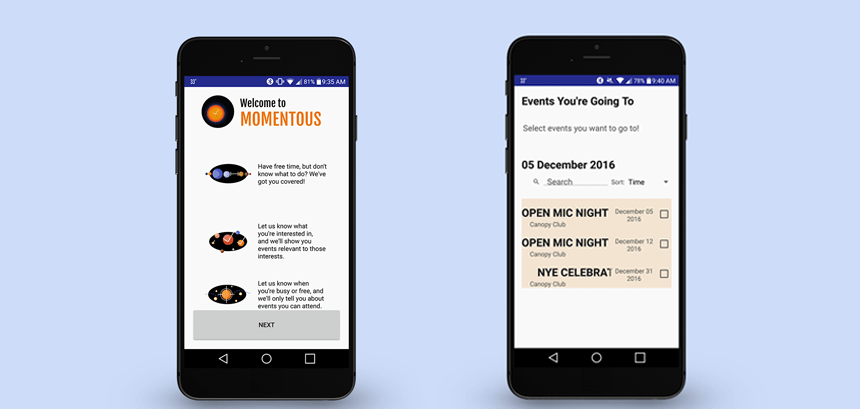 33°
81% 9:35 AM
Welcome to
MOMENTOUS
Have free time, but don't
know what to do? We've
got you covered!
Let us know what
you're interested in,
and we'll show you
events relevant to those
interests.
Let us know when
you're busy or free, and
we'll only tell you about
events you can attend.
NEXT
33°
78% 9:40 AM
Events You're Going To
Select events you want to go to!
05 December 2016
Search Sort: Time
OPEN MIC NIGHT December 05
2016
Canopy Club
OPEN MIC NIGHT December 12
2016
Canopy Club
NYE CELEBRAT December 31
2016
Canopy Club